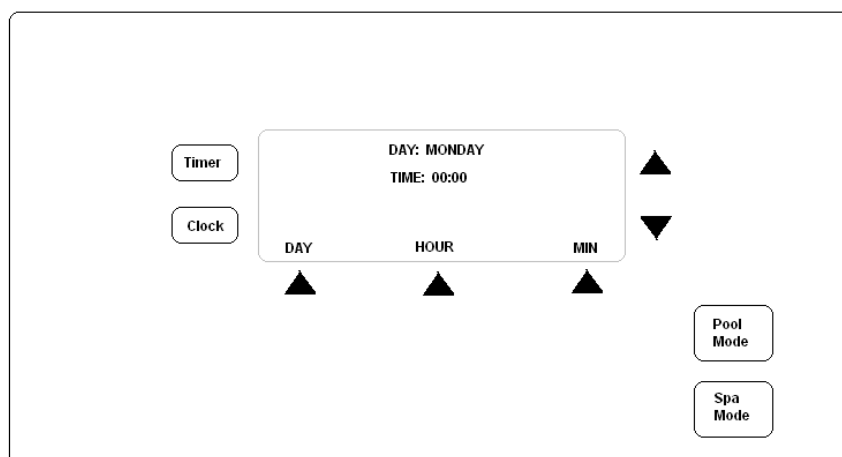 Timer
Clock
DAY: MONDAY
TIME: 00:00
DAY HOUR MIN
Pool
Mode
Spa
Mode